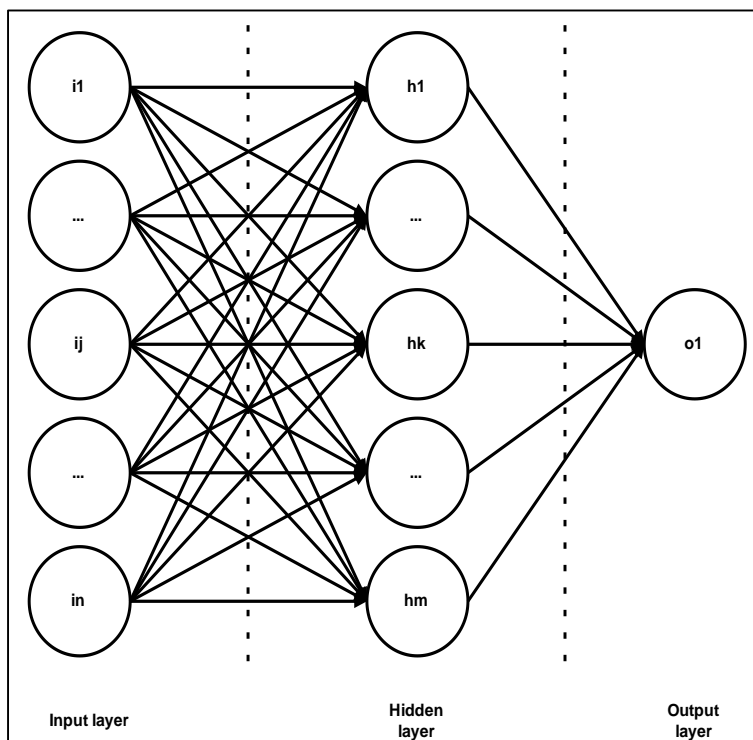 i1
h1
...
...
ij
hk
o1
...
...
in
hm
Input layer
Hidden
layer
Output
layer